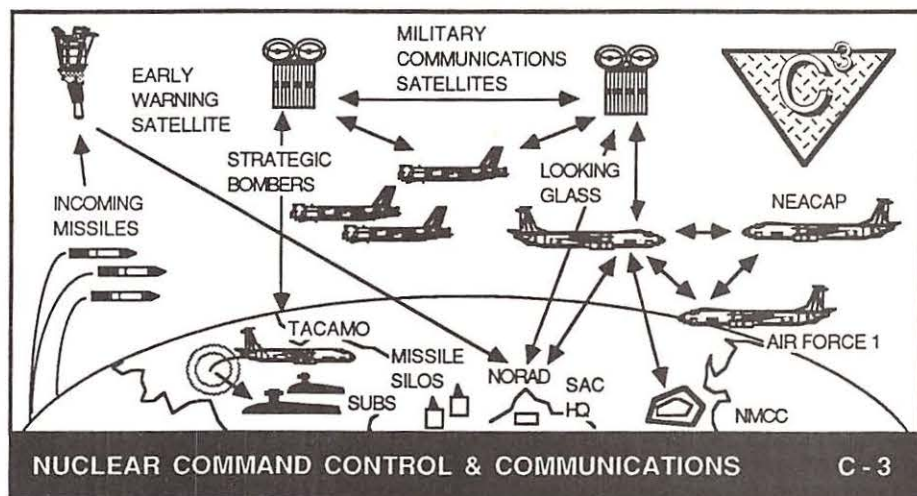 EARLY
WARNING
SATELLITE
MILITARY
COMMUNICATIONS
SATELLITES
C3
STRATEGIC
BOMBERS
LOOKING
GLASS
NEACAP
INCOMING
MISSILES
TACAMO
AIR FORCE 1
MISSILE
SILOS
NORAD
SAC
HQ
SUBS
NMCC
NUCLEAR COMMAND CONTROL & COMMUNICATIONS C-3